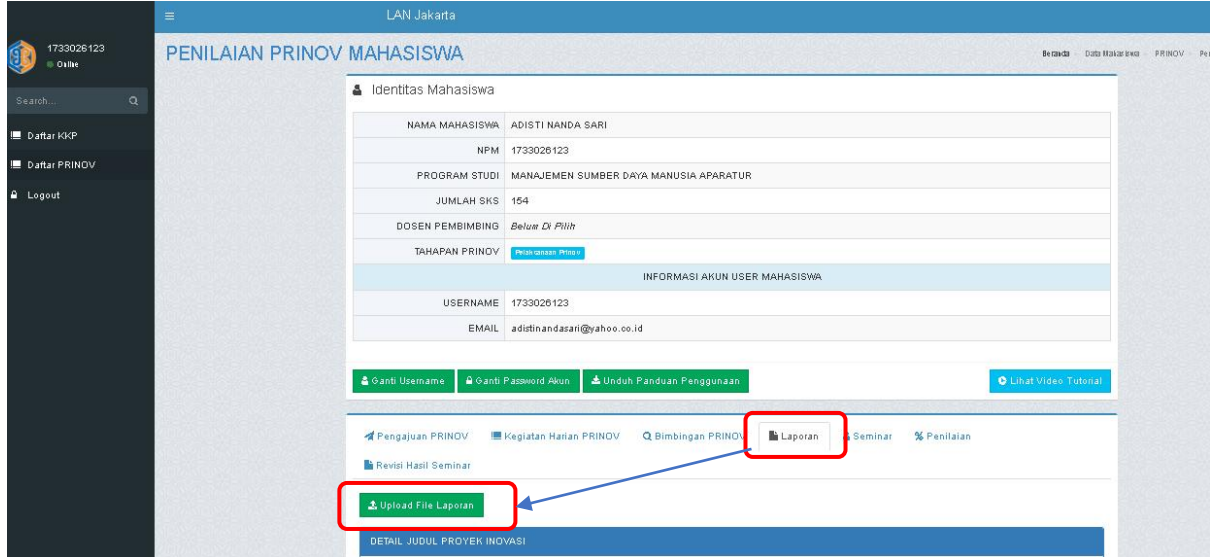 LAN Jakarta
1733026123
Online
Search...
Daftar KKP
Daftar PRINOV
Logout
PENILAIAN PRINOV MAHASISWA
Beranda
Data Mahasiswa
PRINOV
Identitas Mahasiswa
NAMA MAHASISWA ADISTI NANDA SARI
NPM 1733026123
PROGRAM STUDI MANAJEMEN SUMBER DAYA MANUSIA APARATUR
JUMLAH SKS 154
DOSEN PEMBIMBING Belum Di Pilih
TAHAPAN PRINOV Pelaksanaan Prinov
INFORMASI AKUN USER MAHASISWA
USERNAME 1733026123
EMAIL adistinandasari@yahoo.co.id
Ganti Username Ganti Password Akun Unduh Panduan Penggunaan Lihat Video Tutorial
Pengajuan PRINOV Kegiatan Harian PRINOV Bimbingan PRINOV Laporan Seminar % Penilaian
Revisi Hasil Seminar
Upload File Laporan
DETAIL JUDUL PROYEK INOVASI